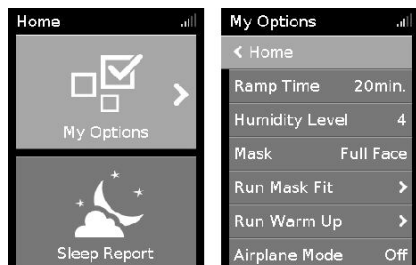 Home
My Options
Sleep Report
My Options
< Home
Ramp Time 20min.
Humidity Level 4
Mask Full Face
Run Mask Fit >
Run Warm Up >
Airplane Mode Off